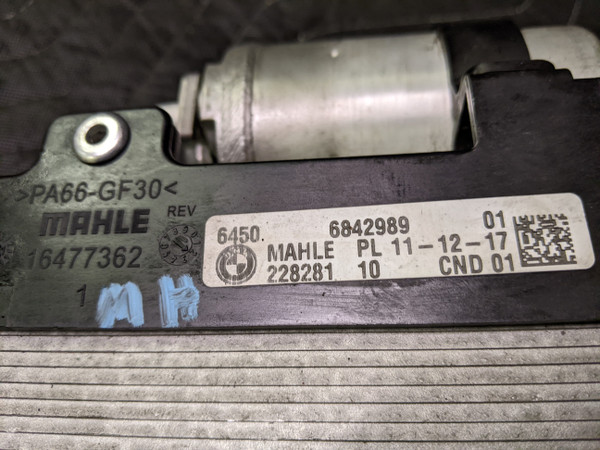 >PA66-GF30<
MAHLE REV
16477362
1 M H
6450. 6842989 01
MAHLE PL 11-12-17
228281 10 CND 01